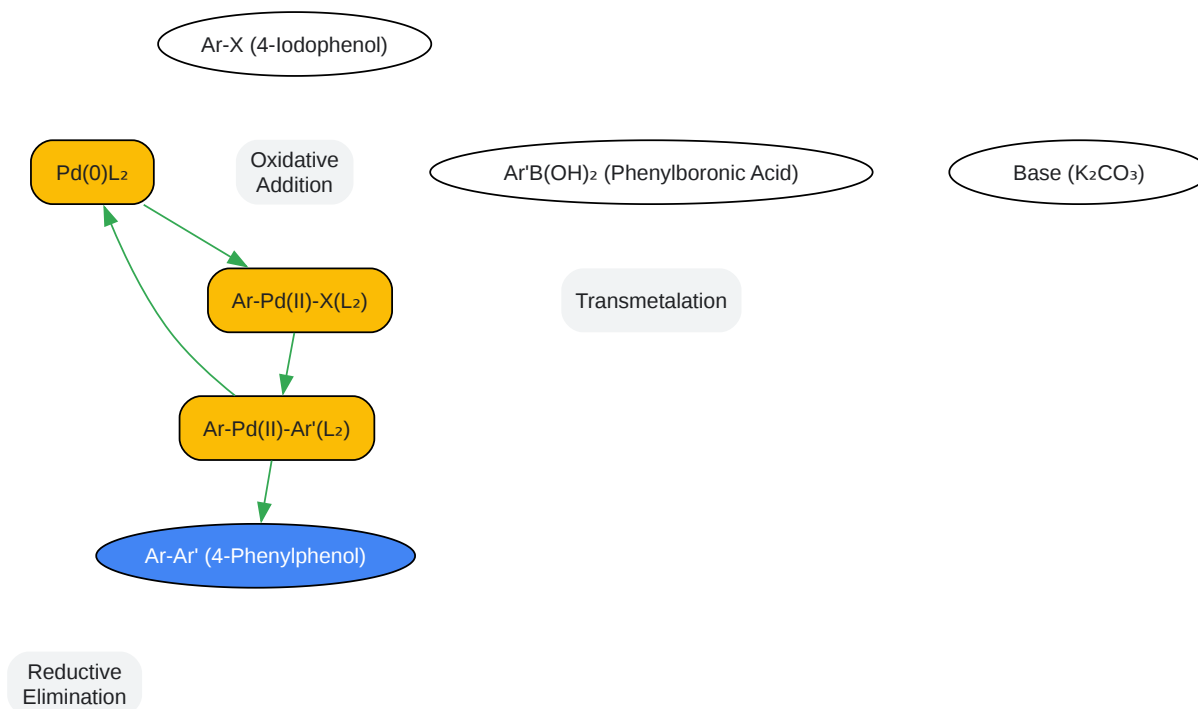 Ar-X (4-Iodophenol)
Pd(0)L₂
Oxidative
Addition
Ar'B(OH)₂ (Phenylboronic Acid)
Base (K₂CO₃)
Ar-Pd(II)-X(L₂)
Transmetalation
Ar-Pd(II)-Ar'(L₂)
Ar-Ar' (4-Phenylphenol)
Reductive
Elimination